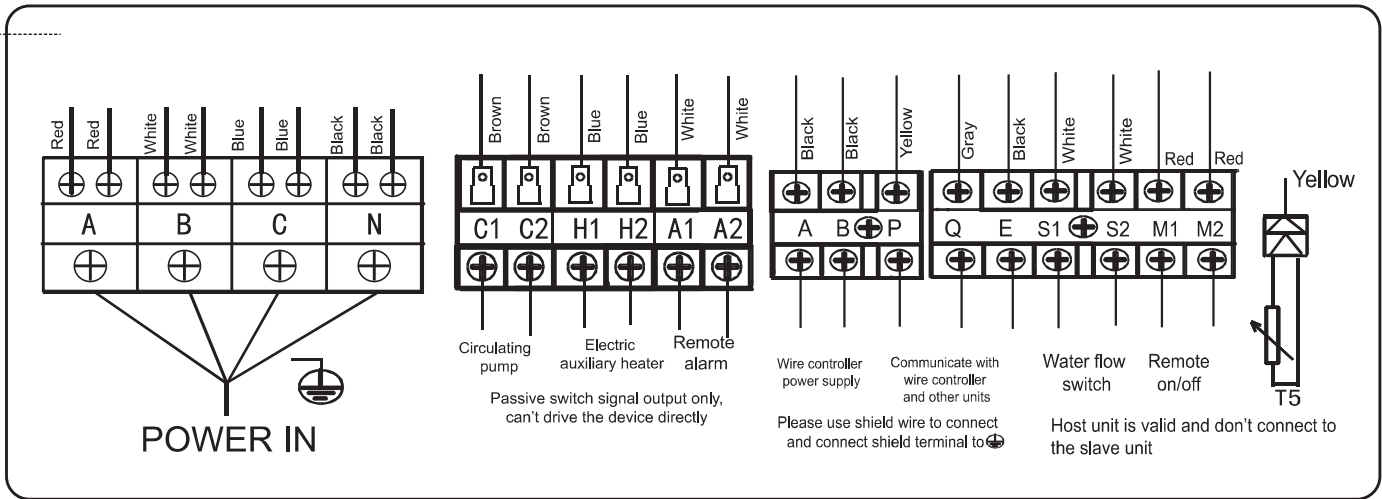 Red Red White White Blue Blue Black Black
A B C N
POWER IN
Brown Brown Blue Blue White White
C1 C2 H1 H2 A1 A2
Circulating
pump
Electric
auxiliary heater
Remote
alarm
Passive switch signal output only,
can't drive the device directly
Black Black Yellow
A B P
Wire controller
power supply
Communicate with
wire controller
and other units
Please use shield wire to connect
and connect shield terminal to
Gray Black White White Red Red
Q E S1 S2 M1 M2
Water flow
switch
Remote
on/off
Host unit is valid and don't connect to
the slave unit
Yellow
T5